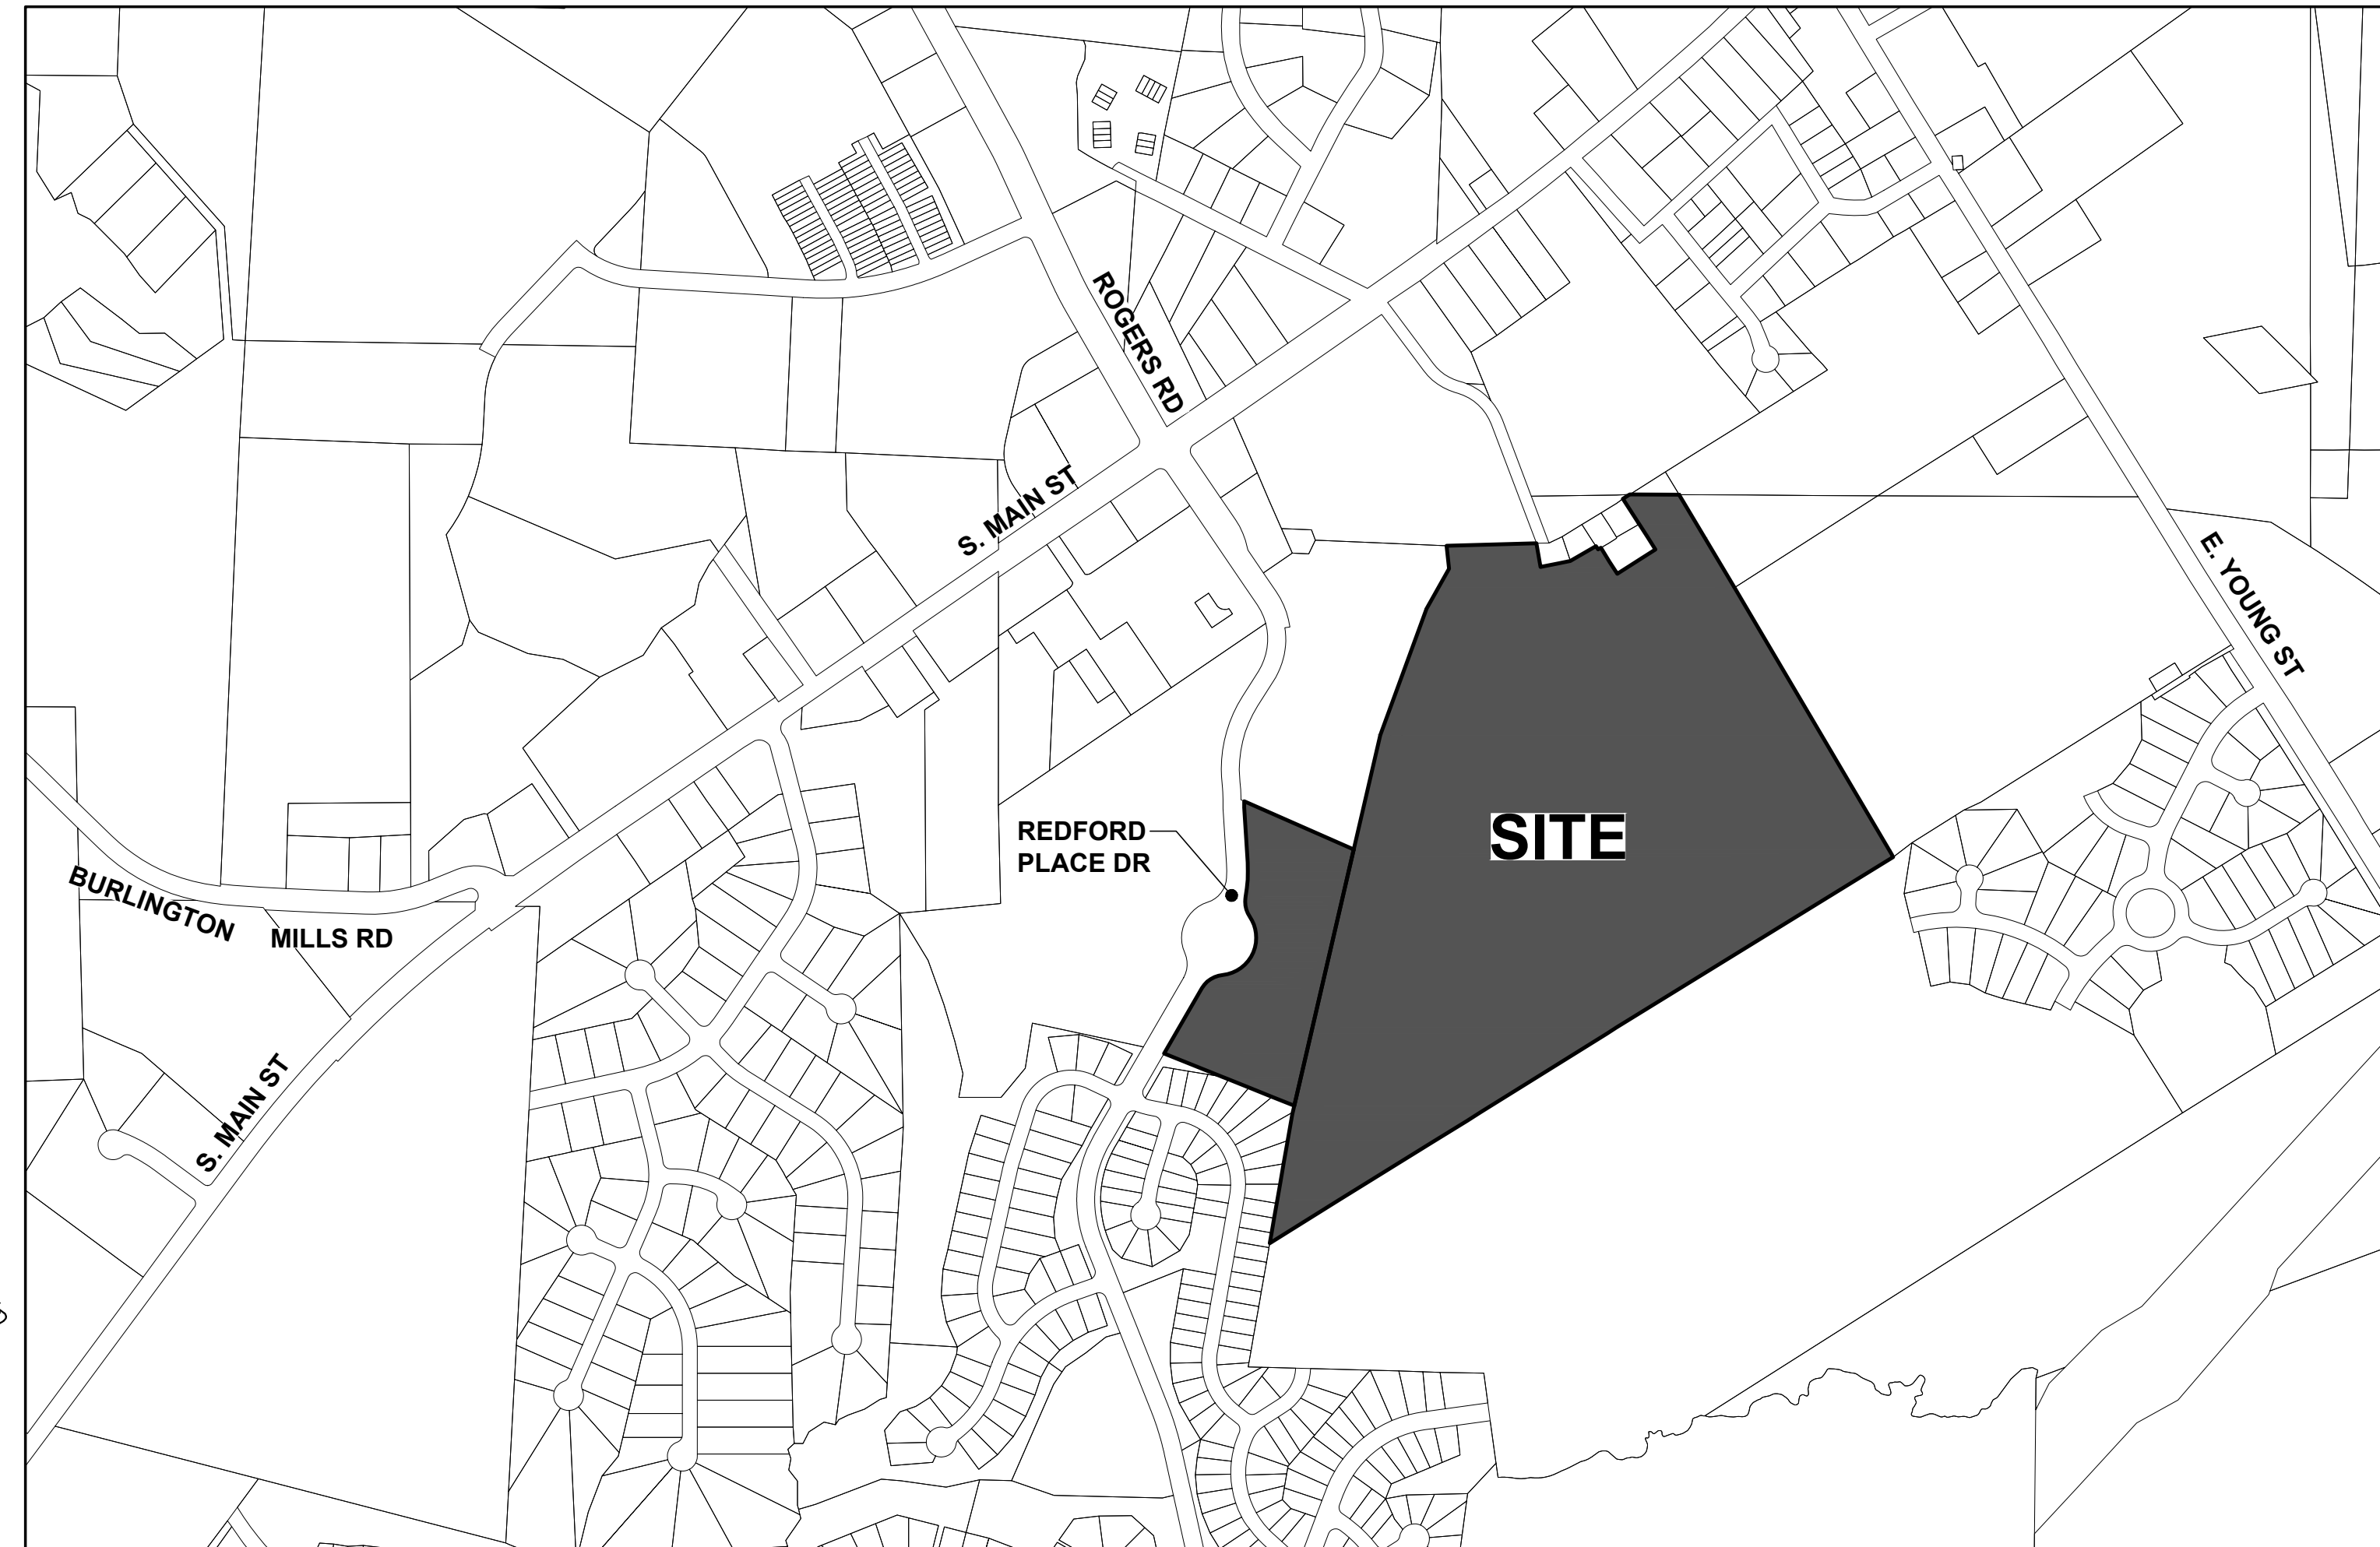 ROGERS RD
S. MAIN ST
E. YOUNG ST
REDFORD
PLACE DR
SITE
BURLINGTON
MILLS RD
S. MAIN ST